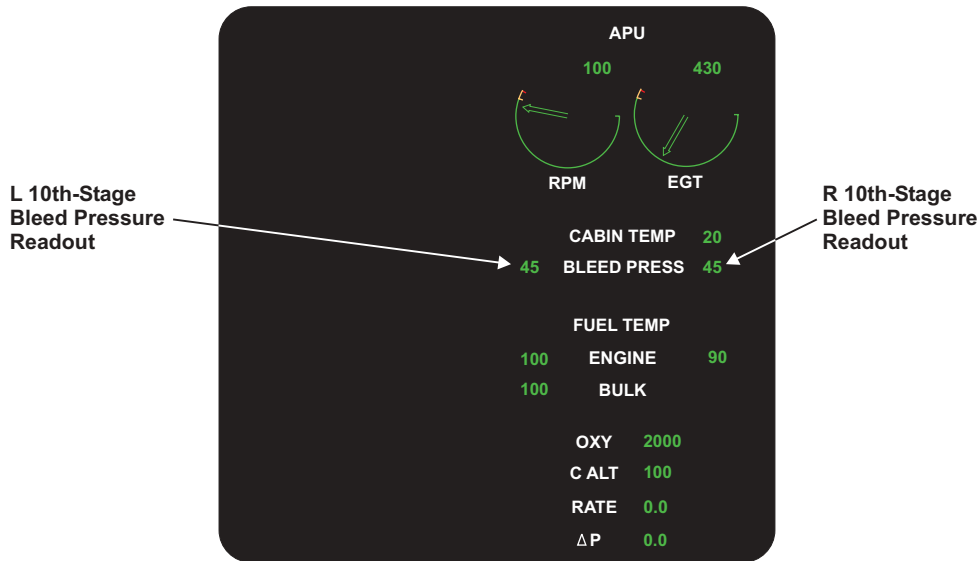 APU
100 430
RPM EGT
L 10th-Stage
Bleed Pressure
Readout
R 10th-Stage
Bleed Pressure
Readout
CABIN TEMP 20
45 BLEED PRESS 45
FUEL TEMP
100 ENGINE 90
100 BULK
OXY 2000
C ALT 100
RATE 0.0
Δ P 0.0